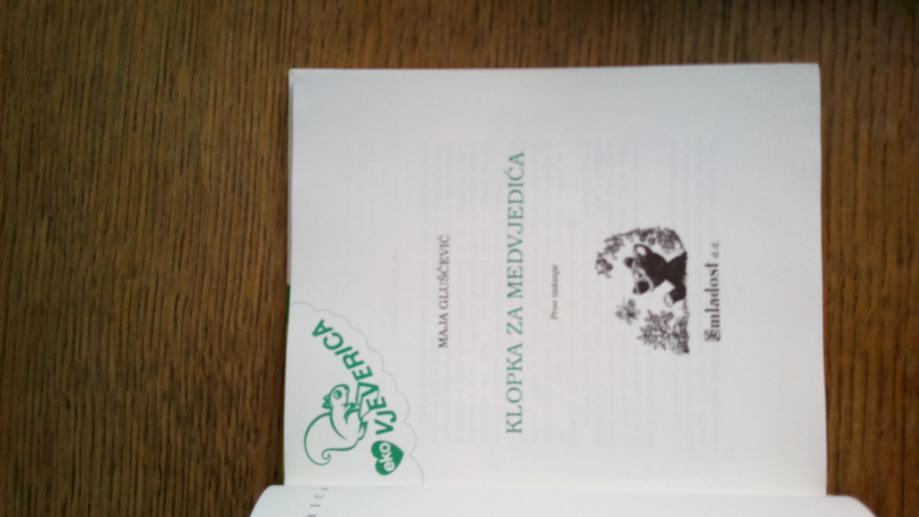 eko VJEVERICA
MAJA GLUŠČEVIĆ
KLOPKA ZA MEDVJEDIĆA
Prvo izdanje
mladost d.d.